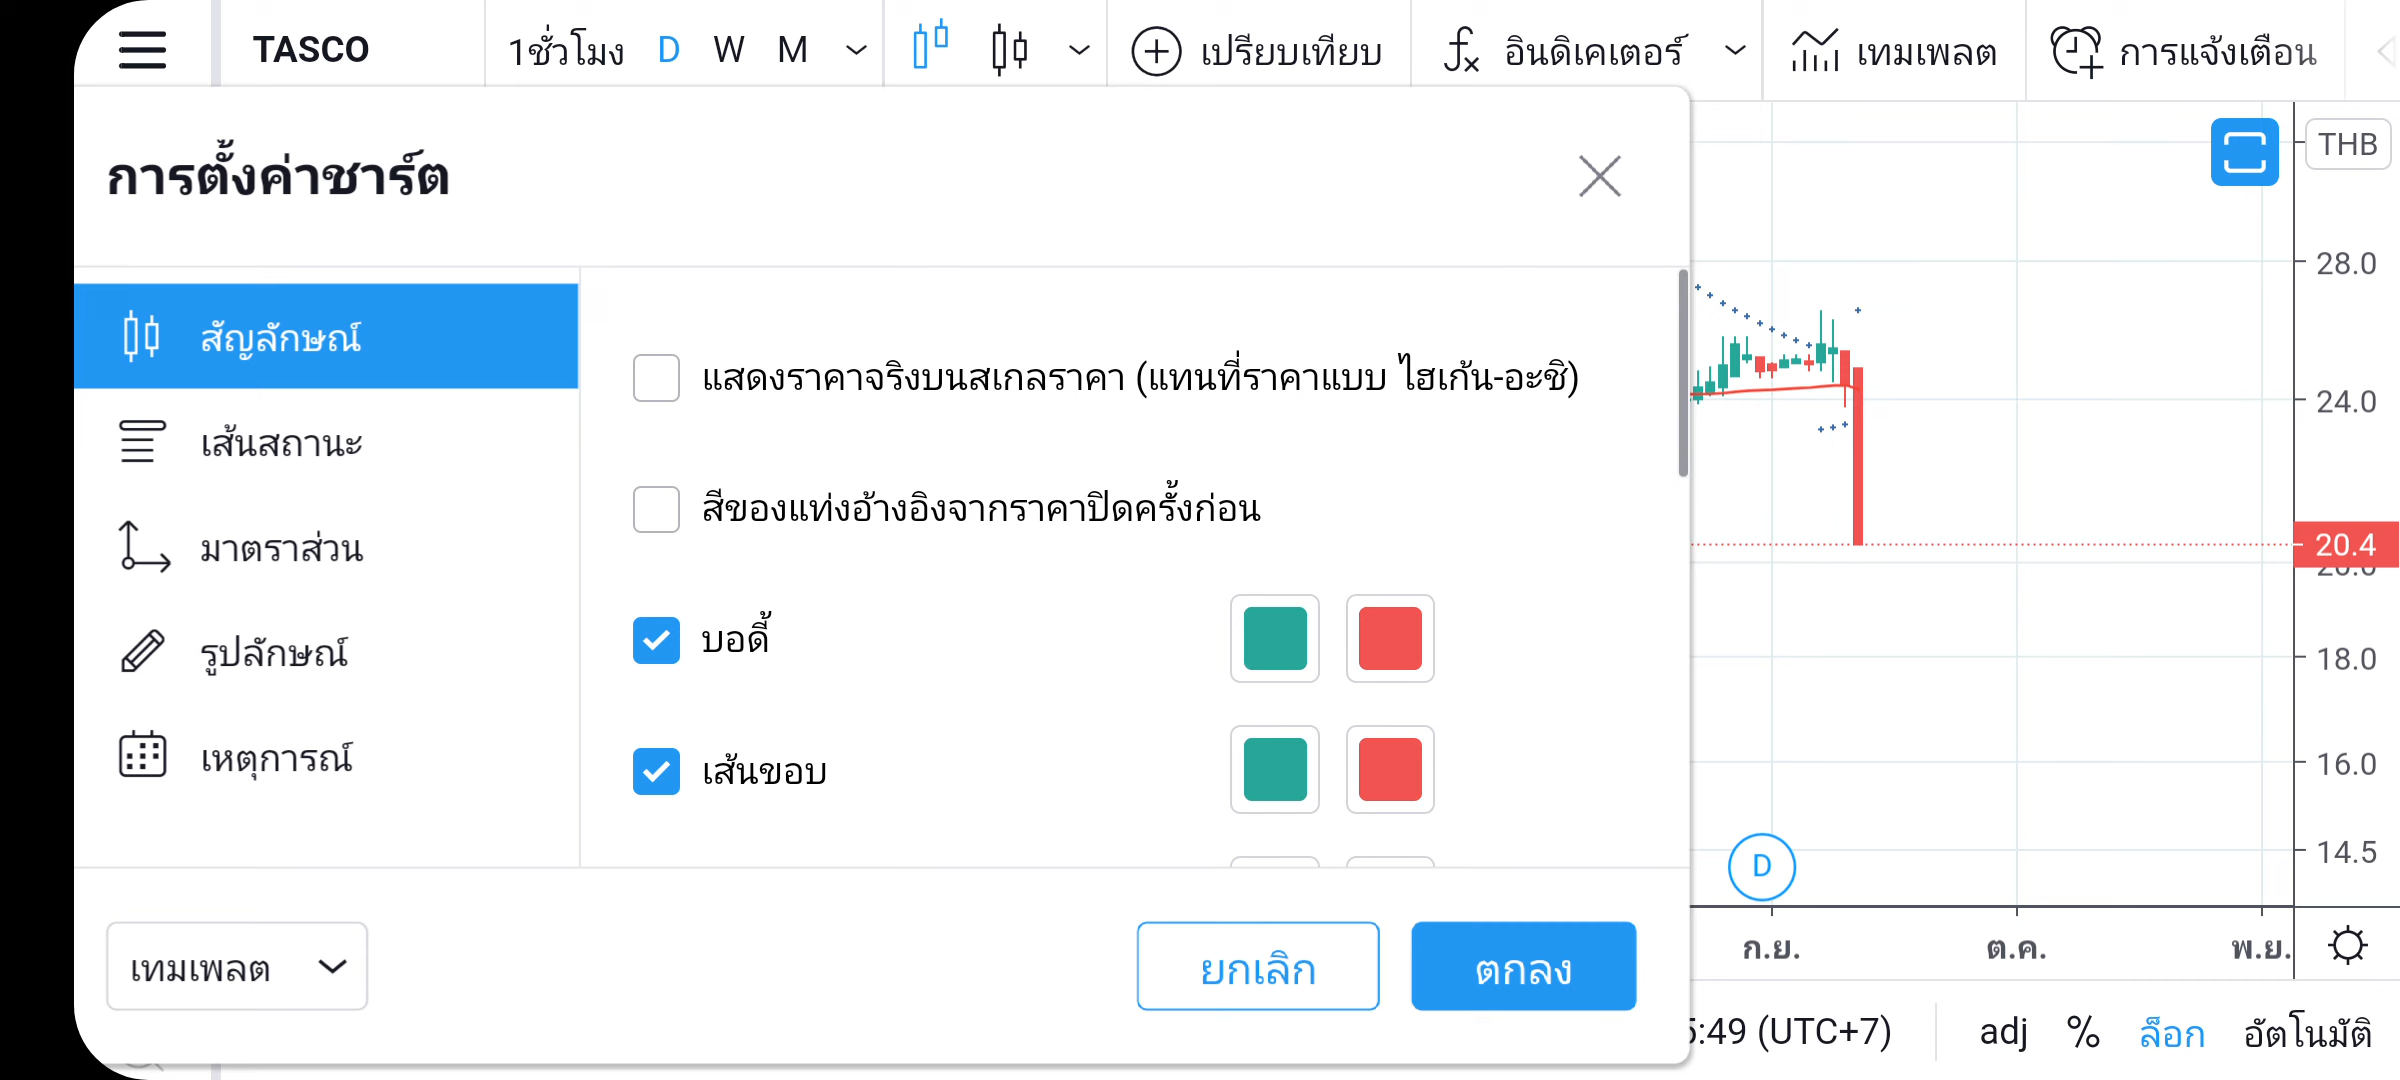 TASCO 1ชั่วโมง D W M เปรียบเทียบ อินดิเคเตอร์ เทมเพลต การแจ้งเตือน
การตั้งค่าชาร์ต
สัญลักษณ์
เส้นสถานะ
มาตราส่วน
รูปลักษณ์
เหตุการณ์
แสดงราคาจริงบนสเกลราคา (แทนที่ราคาแบบ ไฮเก้น-อะชิ)
สีของแท่งอ้างอิงจากราคาปิดครั้งก่อน
บอดี้
เส้นขอบ
เทมเพลต
ยกเลิก
ตกลง
THB
28.0
24.0
20.4
20.0
18.0
16.0
14.5
D
ก.ย. ต.ค. พ.ย.
5:49 (UTC+7) adj % ล็อก อัตโนมัติ